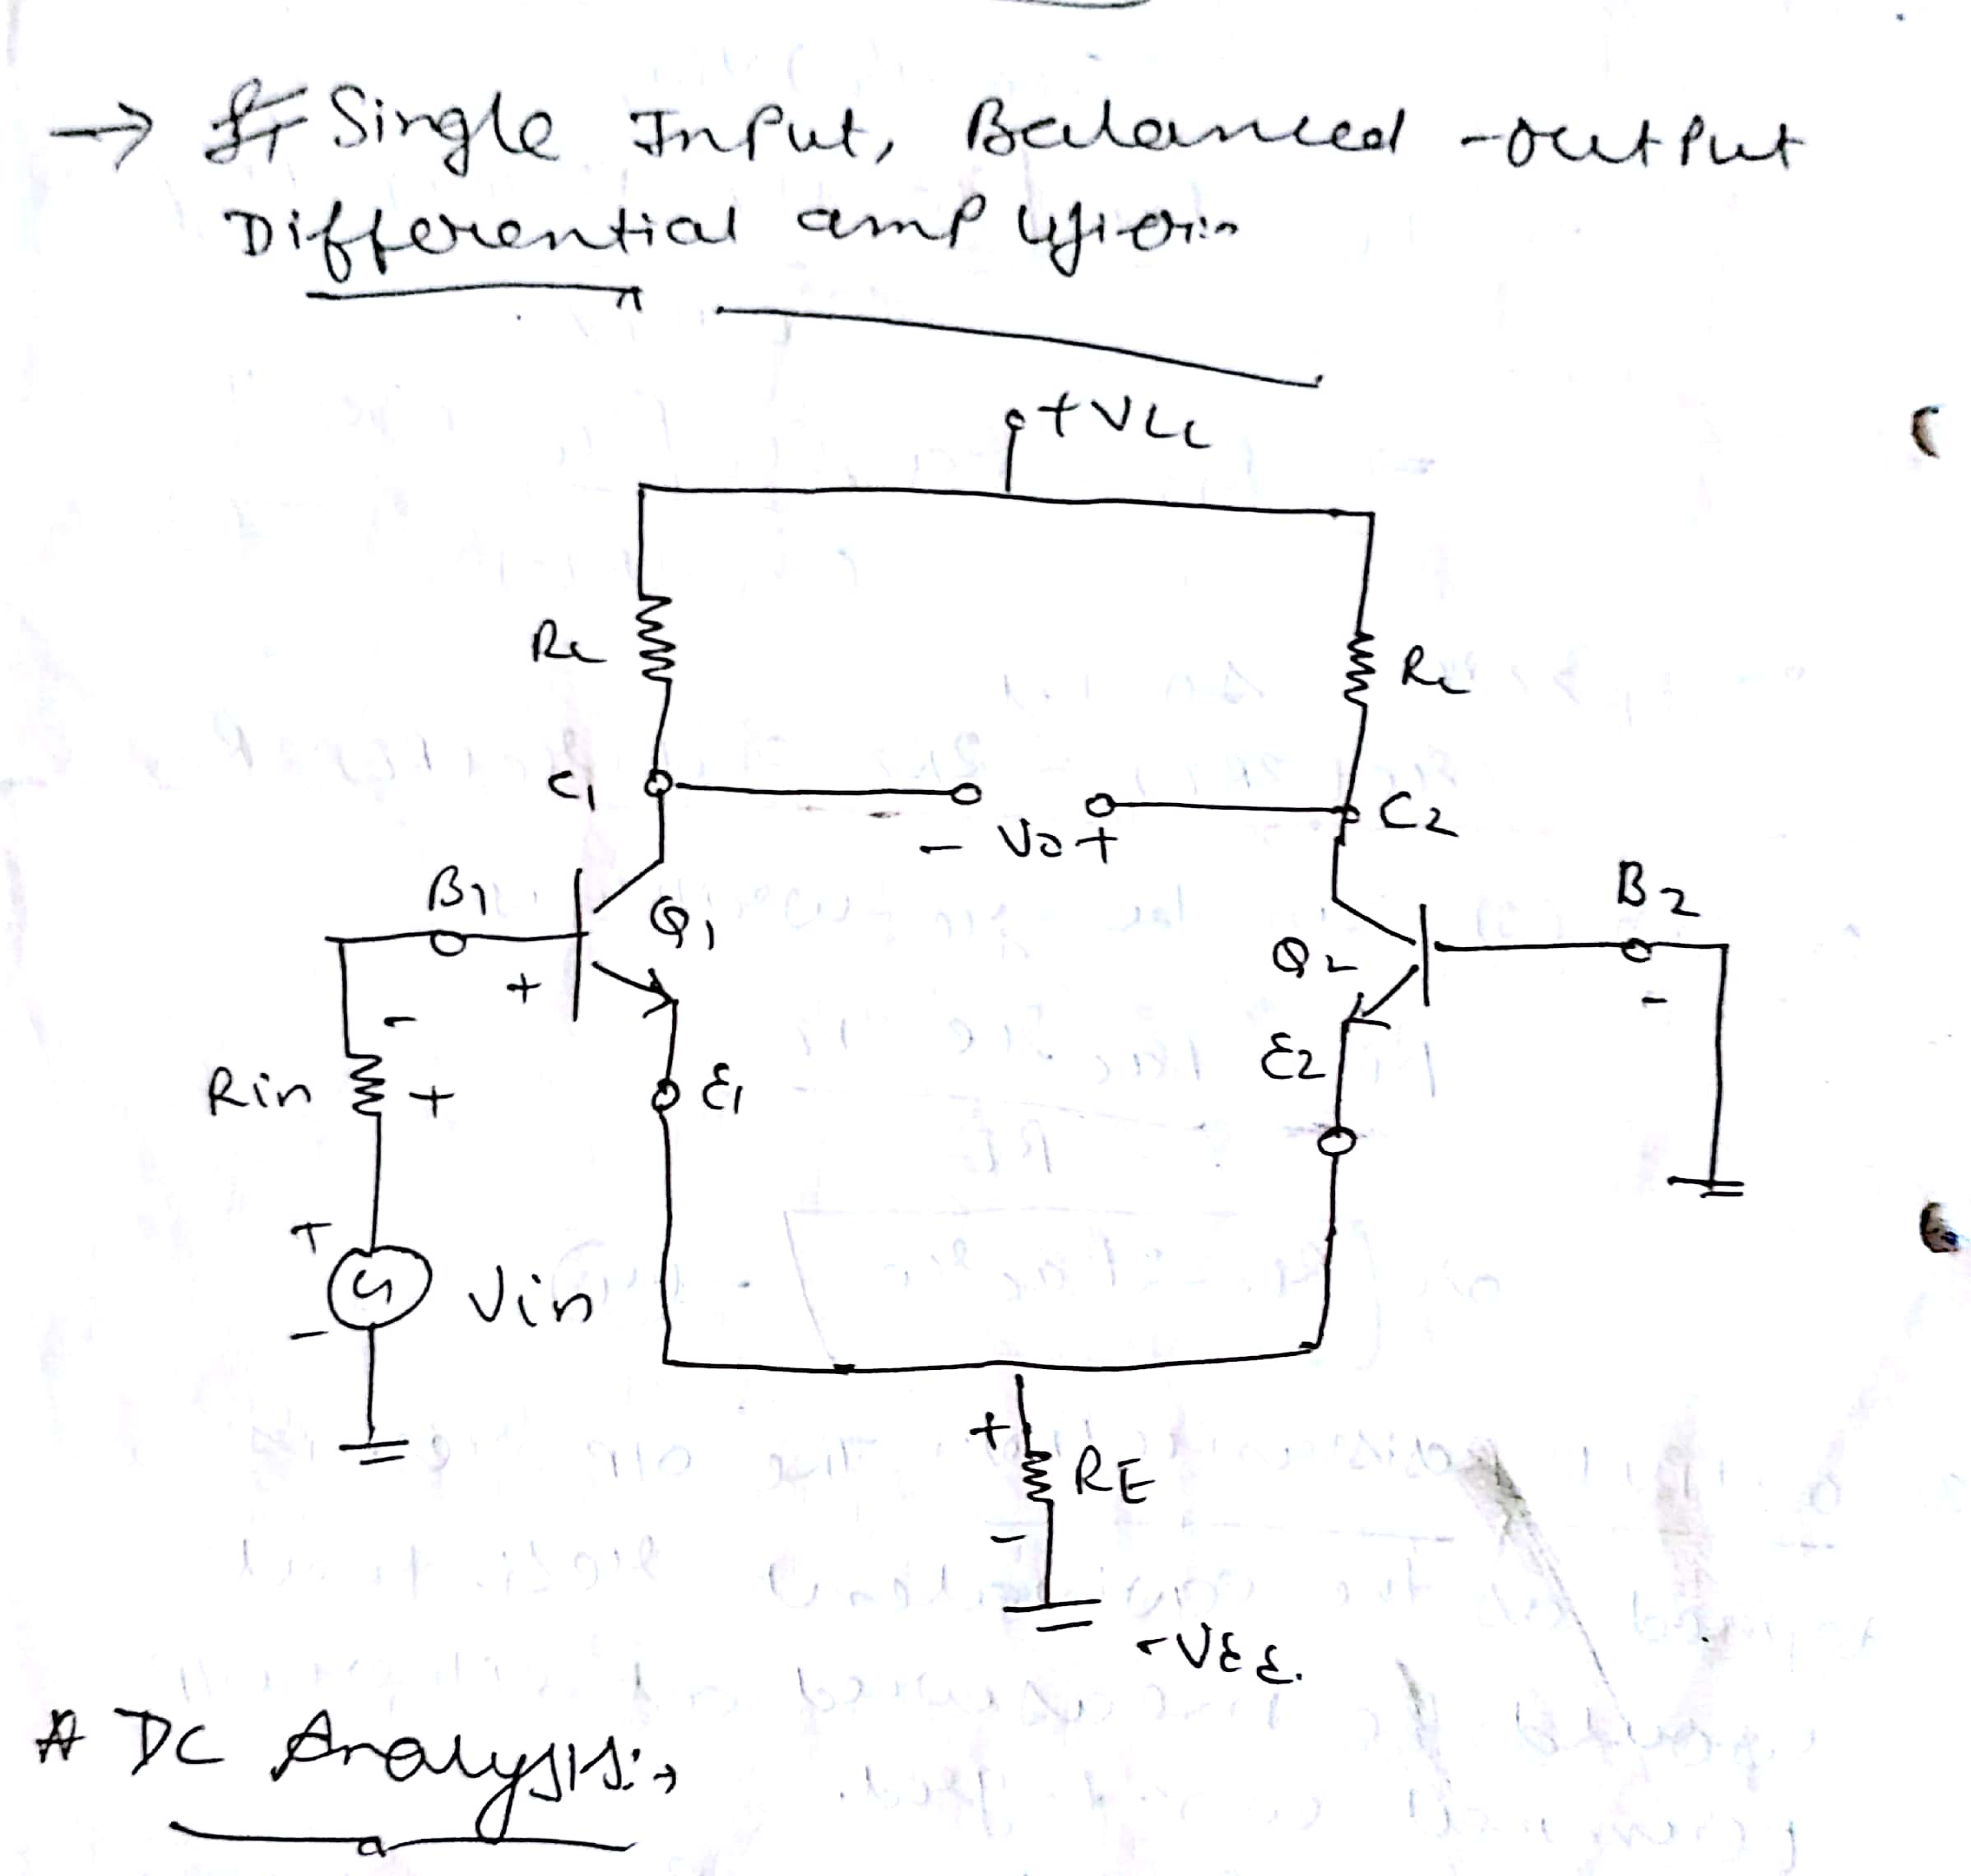 → Single Input, Balanced -output
Differential amplifier:-
+VCC
RC
RC
C1
C2
- Vo +
B1
Q1
B2
Q2
+
-
-
E2
Rin
+
E1
+
Vin
-
+
RE
-
-VEE.
# DC Analysis:→